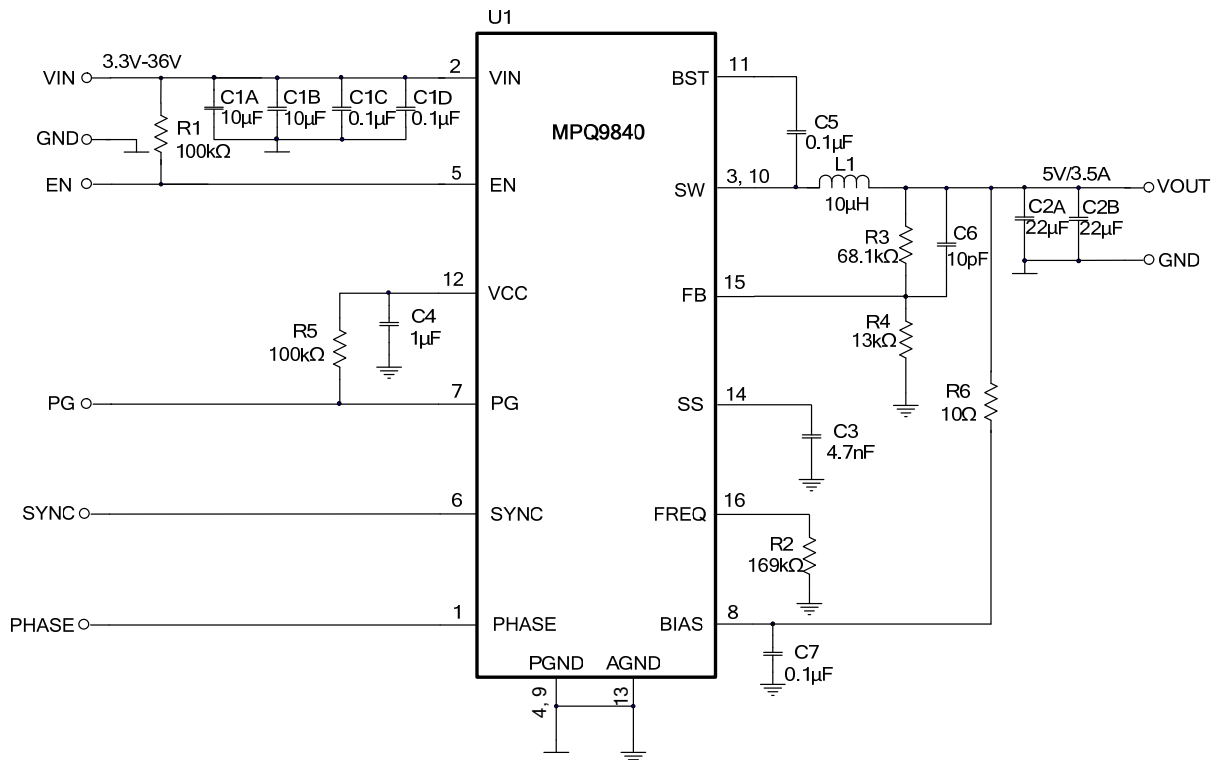 U1
3.3V-36V
VIN
2
VIN
BST
11
C1A
10µF
C1B
10µF
C1C
0.1µF
C1D
0.1µF
GND
R1
100kΩ
MPQ9840
C5
0.1µF
EN
5
EN
SW
3, 10
L1
10µH
5V/3.5A
VOUT
C2A
22µF
C2B
22µF
R3
68.1kΩ
C6
10pF
GND
12
VCC
FB
15
R5
100kΩ
C4
1µF
R4
13kΩ
PG
7
PG
SS
14
R6
10Ω
C3
4.7nF
SYNC
6
SYNC
FREQ
16
R2
169kΩ
PHASE
1
PHASE
BIAS
8
C7
0.1µF
PGND
AGND
4, 9
13